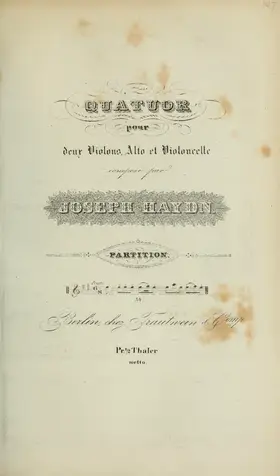 QUATUOR
pour
deux Violons, Alto et Violoncelle
composé par
JOSEPH HAYDN.
PARTITION.
Berlin, chez Trautwein & Comp.
Pr. ½ Thaler
netto.